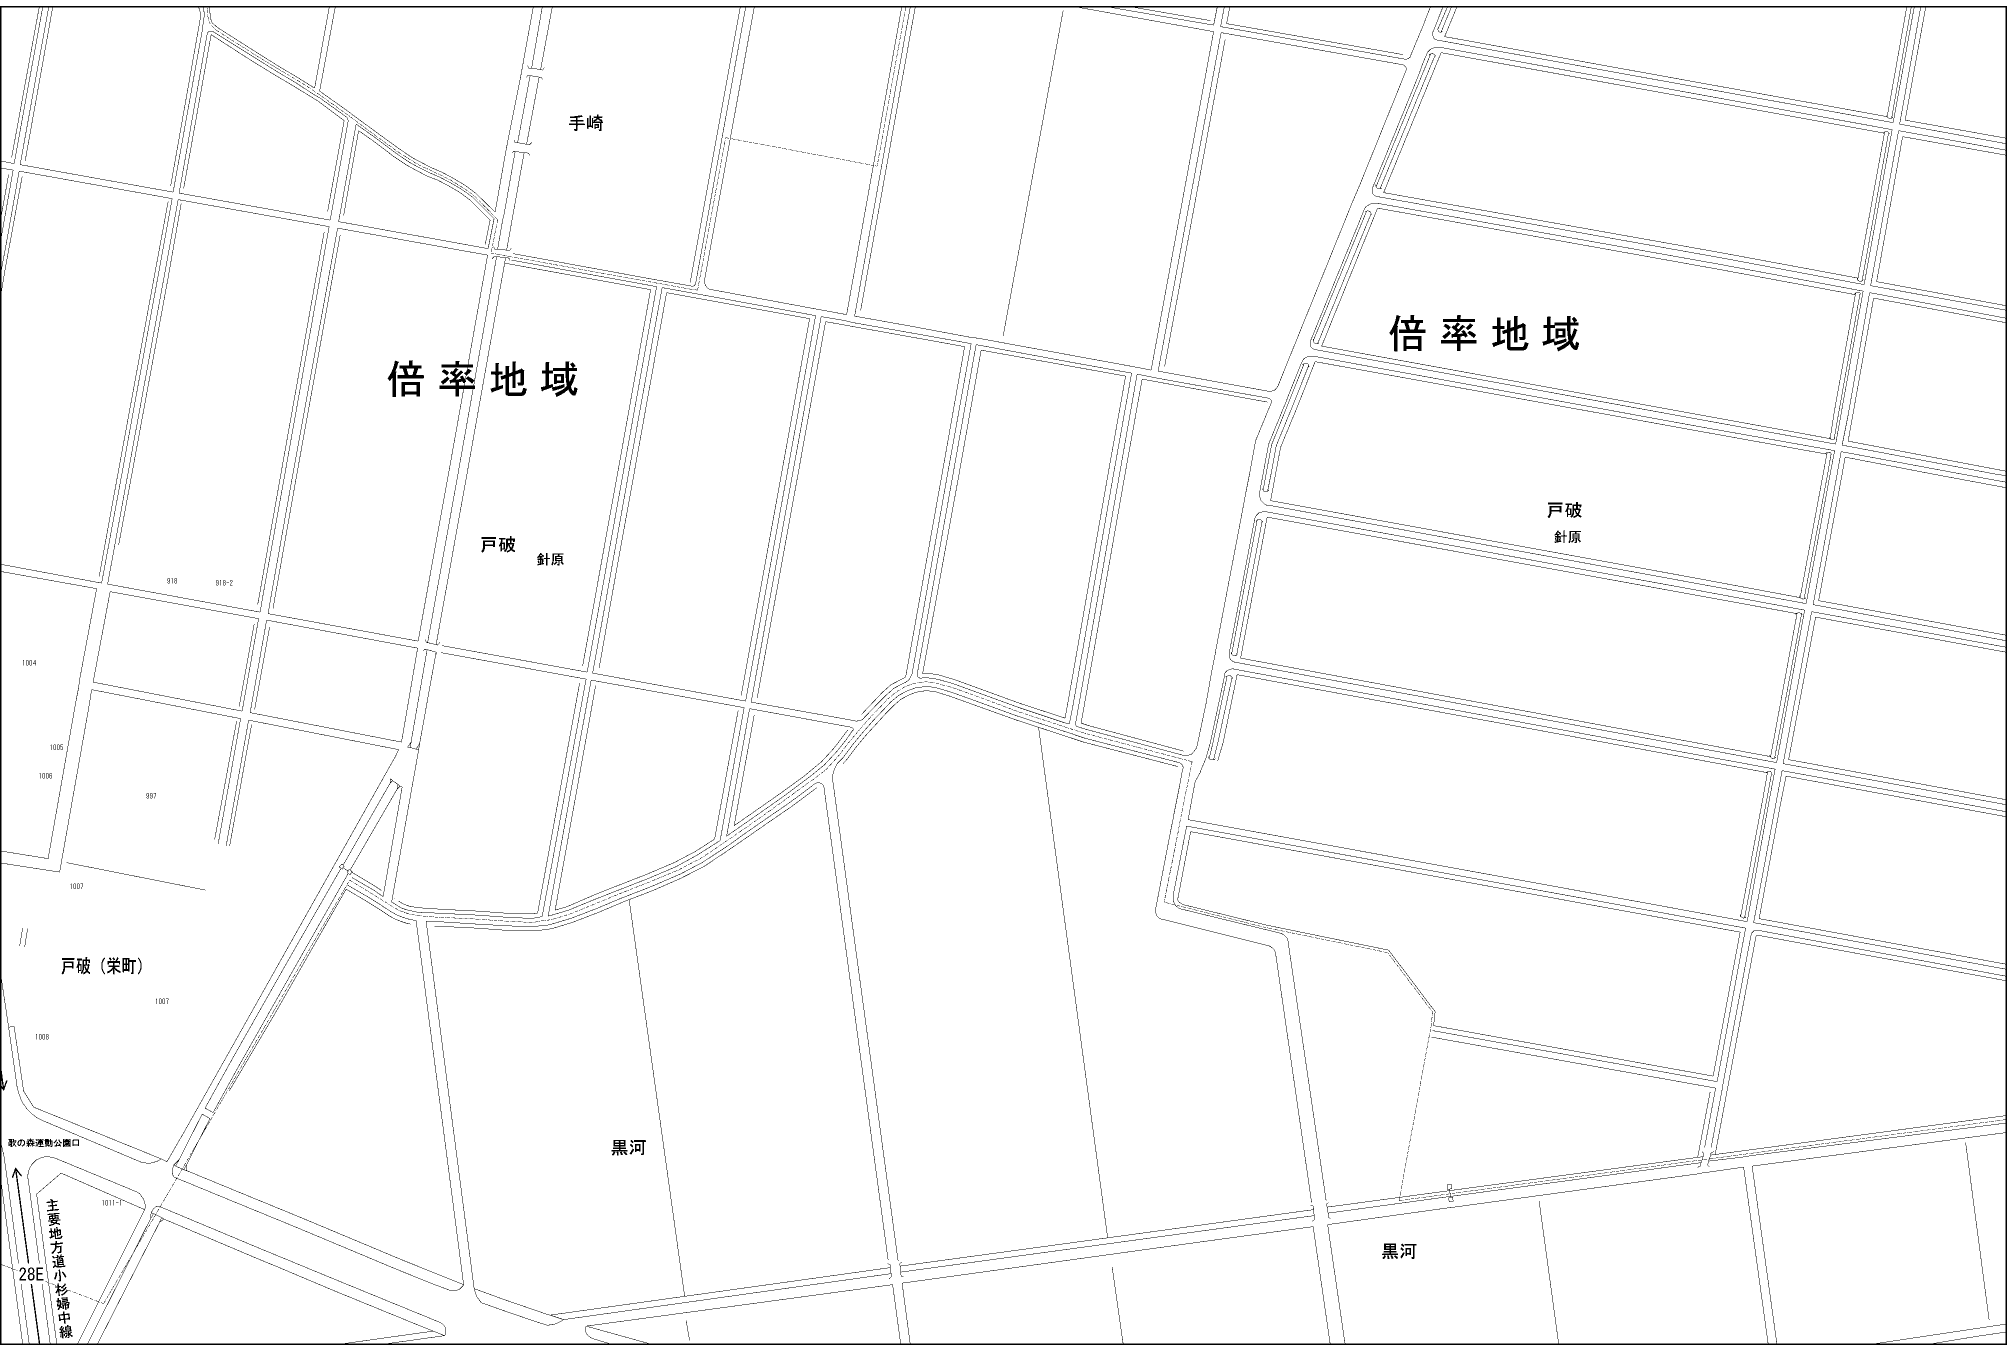 手崎
倍率地域
倍率地域
戸破
針原
戸破
針原
918
918-2
1004
1005
1006
997
1007
戸破（栄町）
1007
1008
歌の森運動公園口
黒河
1011-1
主要地方道小杉婦中線
28E
黒河